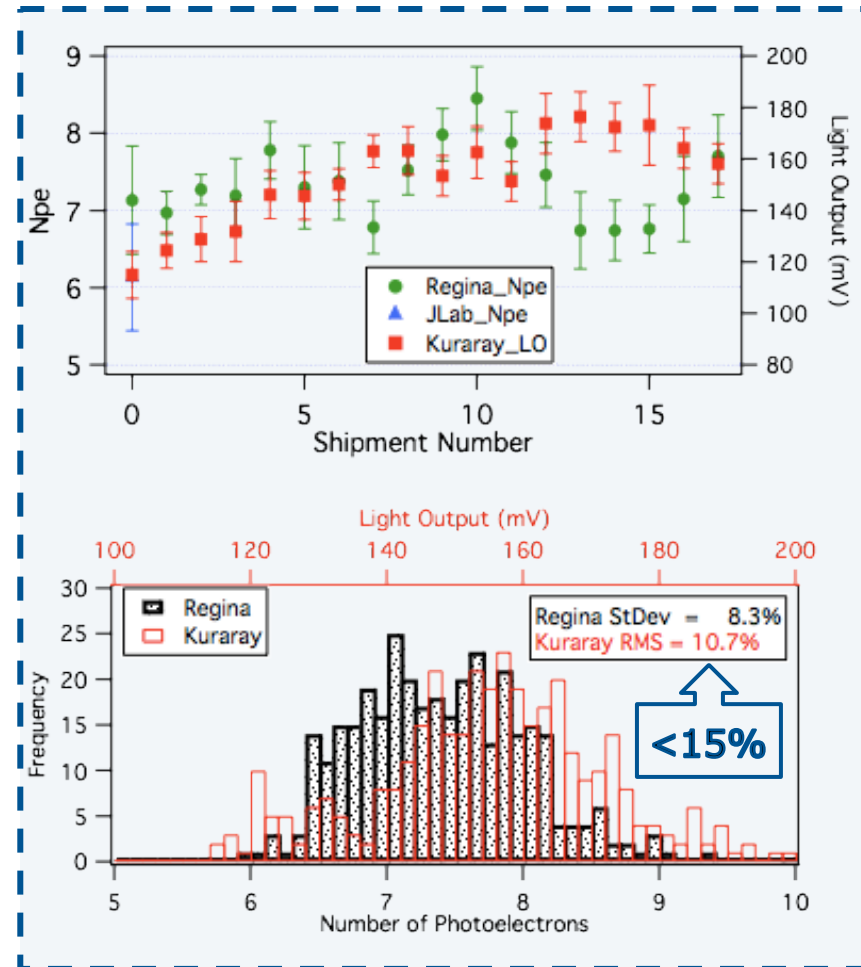 9
8
7
6
5
Npe
200
180
160
140
120
100
80
Light Output (mV)
Regina_Npe
JLab_Npe
Kuraray_LO
0 5 10 15
Shipment Number
Light Output (mV)
100 120 140 160 180 200
30
25
20
15
10
5
0
Frequency
Regina
Kuraray
Regina StDev = 8.3%
Kuraray RMS = 10.7%
<15%
5 6 7 8 9 10
Number of Photoelectrons